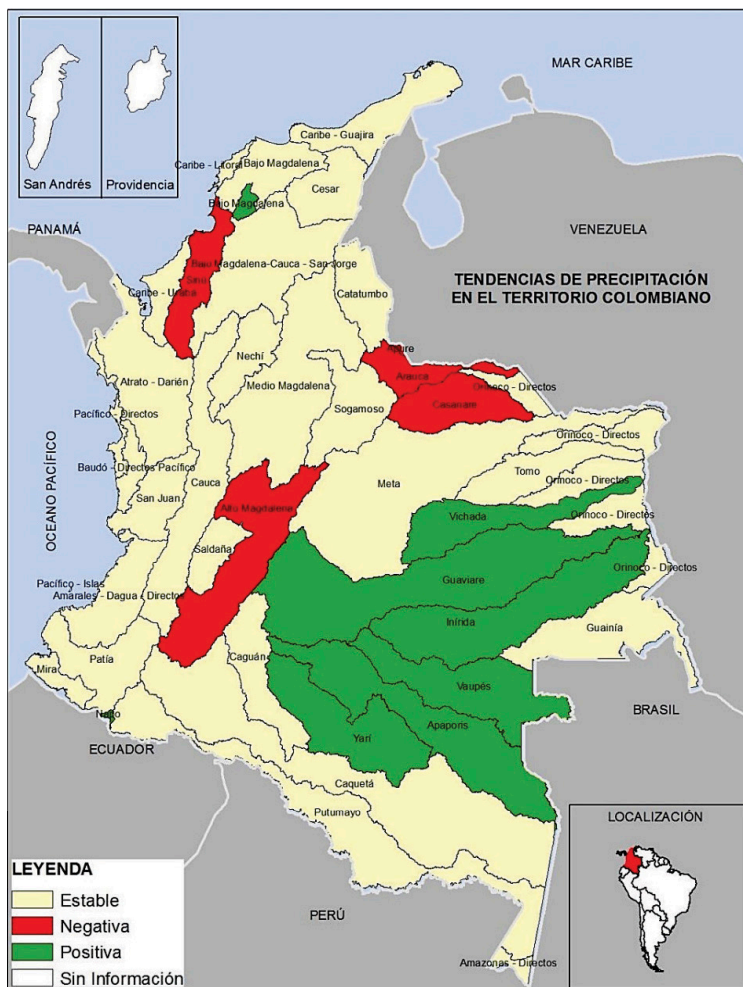 MAR CARIBE
San Andrés
Providencia
Caribe - Guajira
Caribe - Litoral
Bajo Magdalena
Cesar
Bajo Magdalena
PANAMÁ
VENEZUELA
TENDENCIAS DE PRECIPITACIÓN
EN EL TERRITORIO COLOMBIANO
Bajo Magdalena-Cauca - San Jorge
Sinú
Caribe - Urabá
Catatumbo
Nechí
Apure
Arauca
Orinoco - Directos
Casanare
Atrato - Darién
Medio Magdalena
Sogamoso
Pacífico - Directos
Orinoco - Directos
OCEANO PACÍFICO
Baudó - Directos Pacífico
Cauca
Meta
Tomo
Orinoco - Directos
San Juan
Alto Magdalena
Vichada
Orinoco - Directos
Saldaña
Pacífico - Islas
Guaviare
Orinoco - Directos
Amarales - Dagua - Directos
Inírida
Guainía
Patía
Caguán
Mira
Vaupés
BRASIL
Napo
Apaporis
ECUADOR
Yarí
Caquetá
Putumayo
LOCALIZACIÓN
LEYENDA
Estable
Negativa
Positiva
Sin Información
PERÚ
Amazonas - Directos